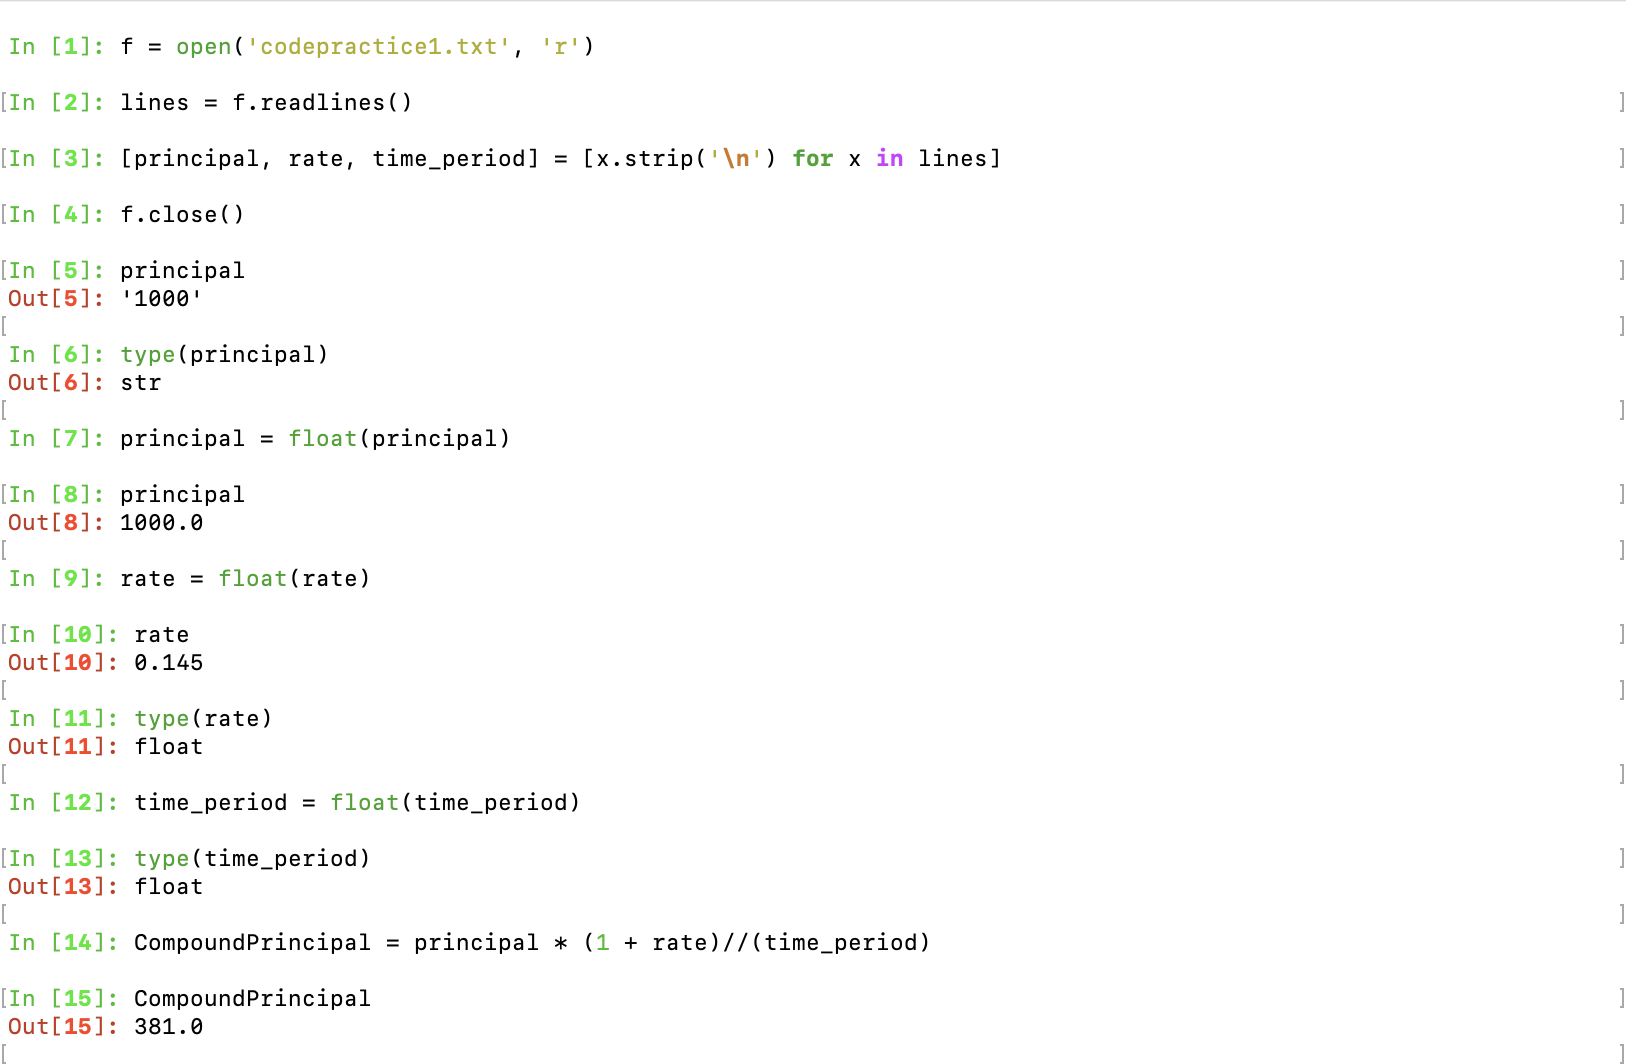 In [1]: f = open('codepractice1.txt', 'r')
[In [2]: lines = f.readlines() ]
[In [3]: [principal, rate, time_period] = [x.strip('\n') for x in lines] ]
[In [4]: f.close() ]
[In [5]: principal ]
Out[5]: '1000'
[ ]
In [6]: type(principal)
Out[6]: str
[ ]
In [7]: principal = float(principal)
[In [8]: principal ]
Out[8]: 1000.0
[ ]
In [9]: rate = float(rate)
[In [10]: rate ]
Out[10]: 0.145
[ ]
In [11]: type(rate)
Out[11]: float
[ ]
In [12]: time_period = float(time_period)
[In [13]: type(time_period) ]
Out[13]: float
[ ]
In [14]: CompoundPrincipal = principal * (1 + rate)//(time_period)
[In [15]: CompoundPrincipal ]
Out[15]: 381.0
[ ]